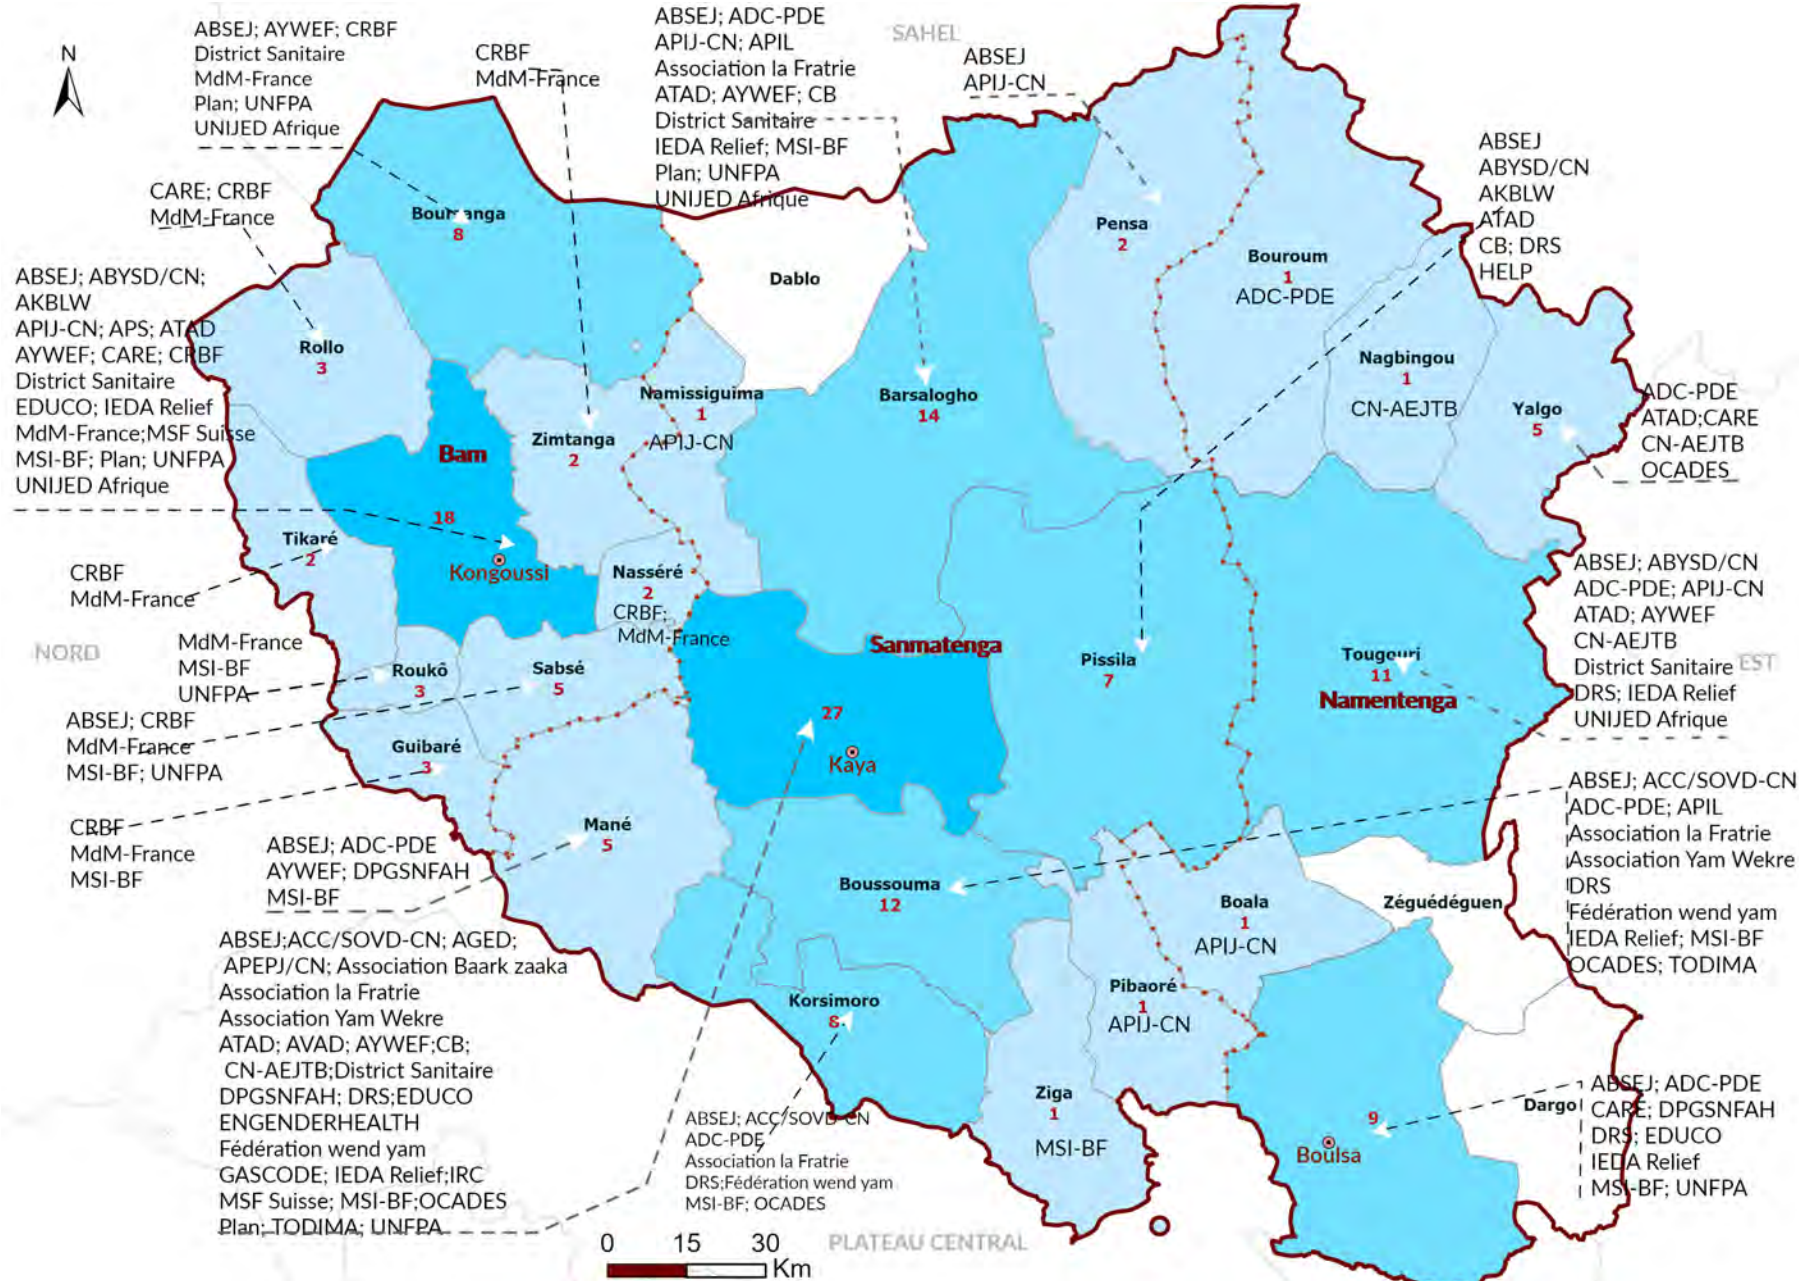 N
ABSEJ; AYWEF; CRBF
District Sanitaire
MdM-France
Plan; UNFPA
UNIJED Afrique
CRBF
MdM-France
ABSEJ; ADC-PDE
APIJ-CN; APIL
Association la Fratrie
ATAD; AYWEF; CB
District Sanitaire
IEDA Relief; MSI-BF
Plan; UNFPA
UNIJED Afrique
SAHEL
ABSEJ
APIJ-CN
ABSEJ
ABYSD/CN
AKBLW
ATAD
CB; DRS
HELP
CARE; CRBF
MdM-France
Bourzanga
8
Dablo
Pensa
2
Bouroum
1
ADC-PDE
ABSEJ; ABYSD/CN;
AKBLW
APIJ-CN; APS; ATAD
AYWEF; CARE; CRBF
District Sanitaire
EDUCO; IEDA Relief
MdM-France;MSF Suisse
MSI-BF; Plan; UNFPA
UNIJED Afrique
Rollo
3
Namissiguima
1
APIJ-CN
Barsalogho
14
Nagbingou
1
CN-AEJTB
Yalgo
5
ADC-PDE
ATAD;CARE
CN-AEJTB
OCADES
Bam
18
Kongoussi
Zimtanga
2
Tikaré
2
CRBF
MdM-France
Nasséré
2
CRBF;
MdM-France
ABSEJ; ABYSD/CN
ADC-PDE; APIJ-CN
ATAD; AYWEF
CN-AEJTB
District Sanitaire
DRS; IEDA Relief
UNIJED Afrique
NORD
MdM-France
MSI-BF
UNFPA
Roukô
3
Sabsé
5
Sanmatenga
Pissila
7
Tougouri
11
Namentenga
EST
ABSEJ; CRBF
MdM-France
MSI-BF; UNFPA
Guibaré
3
27
Kaya
CRBF
MdM-France
MSI-BF
ABSEJ; ADC-PDE
AYWEF; DPGSNFAH
MSI-BF
Mané
5
Boussouma
12
ABSEJ; ACC/SOVD-CN
ADC-PDE; APIL
Association la Fratrie
Association Yam Wekre
DRS
Fédération wend yam
IEDA Relief; MSI-BF
OCADES; TODIMA
Boala
1
APIJ-CN
Zéguédéguen
ABSEJ;ACC/SOVD-CN; AGED;
APEPJ/CN; Association Baark zaaka
Association la Fratrie
Association Yam Wekre
ATAD; AVAD; AYWEF;CB;
CN-AEJTB;District Sanitaire
DPGSNFAH; DRS;EDUCO
ENGENDERHEALTH
Fédération wend yam
GASCODE; IEDA Relief;IRC
MSF Suisse; MSI-BF;OCADES
Plan; TODIMA; UNFPA
Korsimoro
8
Pibaoré
1
APIJ-CN
ABSEJ; ACC/SOVD-CN
ADC-PDE
Association la Fratrie
DRS;Fédération wend yam
MSI-BF; OCADES
Ziga
1
MSI-BF
9
Boulsa
Dargo
ABSEJ; ADC-PDE
CARE; DPGSNFAH
DRS; EDUCO
IEDA Relief
MSI-BF; UNFPA
PLATEAU CENTRAL
0 15 30
Km